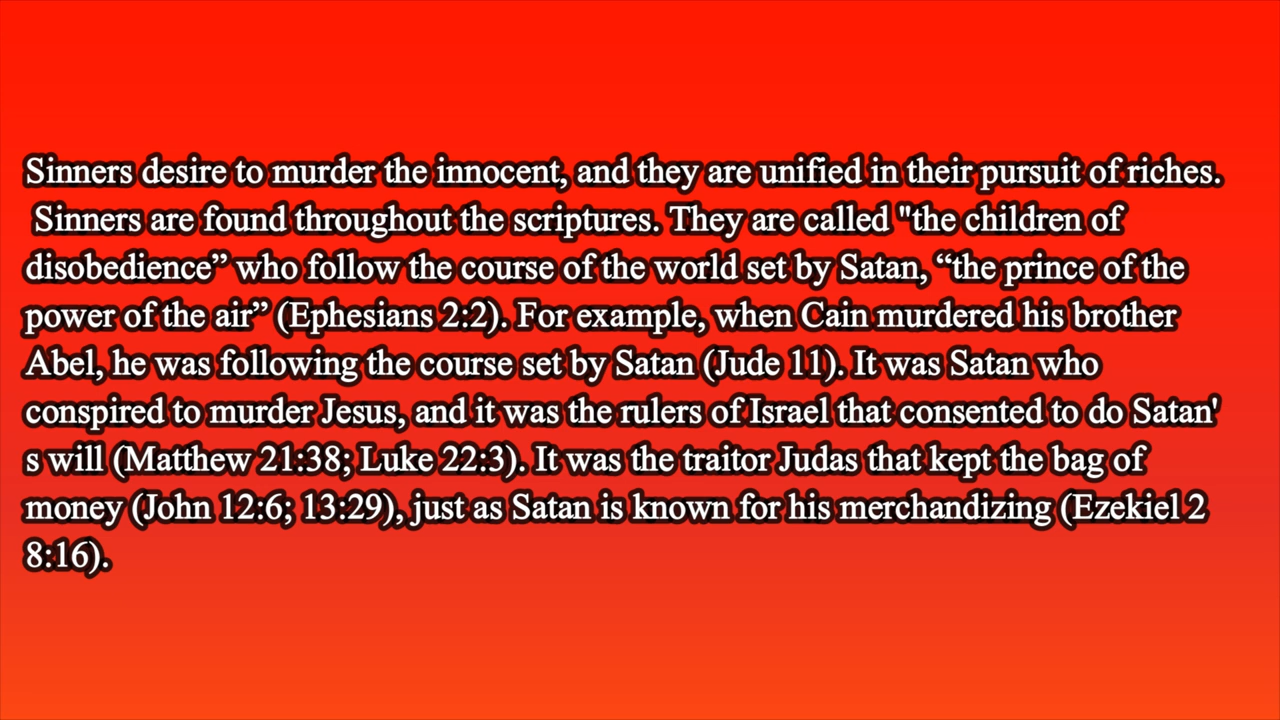 Sinners desire to murder the innocent, and they are unified in their pursuit of riches.
Sinners are found throughout the scriptures. They are called "the children of
disobedience” who follow the course of the world set by Satan, “the prince of the
power of the air” (Ephesians 2:2). For example, when Cain murdered his brother
Abel, he was following the course set by Satan (Jude 11). It was Satan who
conspired to murder Jesus, and it was the rulers of Israel that consented to do Satan'
s will (Matthew 21:38; Luke 22:3). It was the traitor Judas that kept the bag of
money (John 12:6; 13:29), just as Satan is known for his merchandizing (Ezekiel 2
8:16).